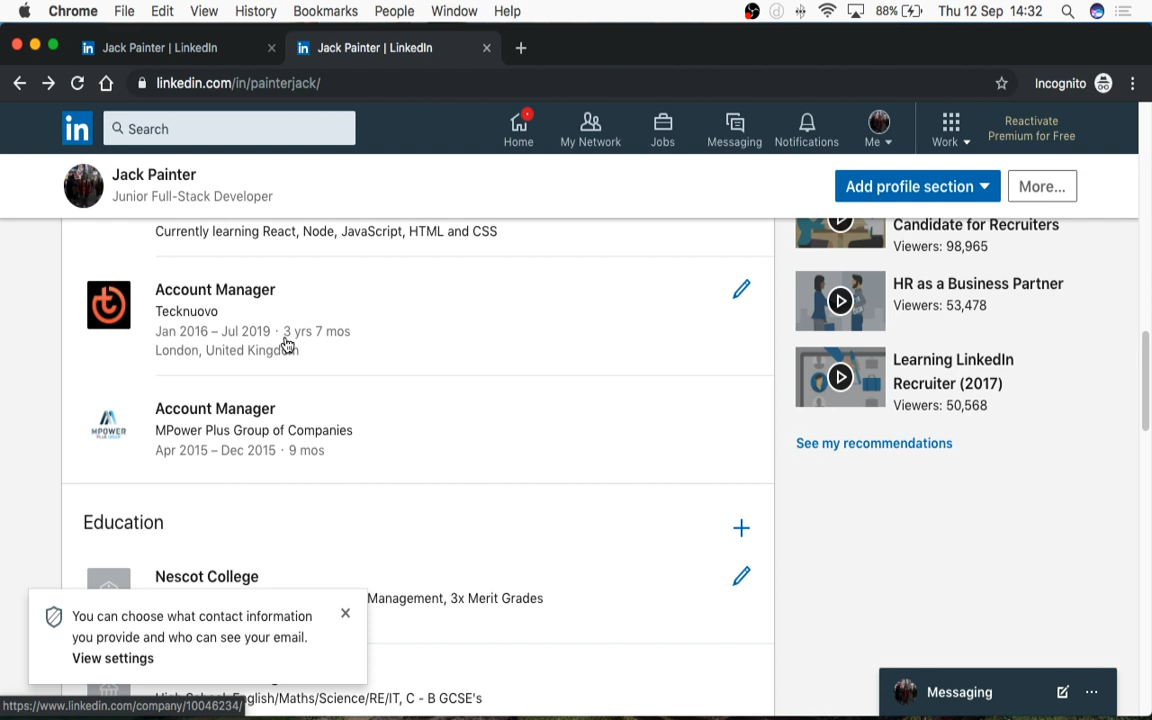 Chrome File Edit View History Bookmarks People Window Help 88% Thu 12 Sep 14:32
in Jack Painter | LinkedIn × in Jack Painter | LinkedIn × +
linkedin.com/in/painterjack/ Incognito
in Search Home My Network Jobs Messaging Notifications Me Work Reactivate
Premium for Free
Jack Painter
Junior Full-Stack Developer
Add profile section More...
Currently learning React, Node, JavaScript, HTML and CSS
Account Manager
Tecknuovo
Jan 2016 – Jul 2019 · 3 yrs 7 mos
London, United Kingdom
MPOWER
PLUS GROUP
Account Manager
MPower Plus Group of Companies
Apr 2015 – Dec 2015 · 9 mos
Education
Nescot College
Management, 3x Merit Grades
English/Maths/Science/RE/IT, C - B GCSE's
You can choose what contact information
you provide and who can see your email.
View settings
https://www.linkedin.com/company/10046234/
Candidate for Recruiters
Viewers: 98,965
HR as a Business Partner
Viewers: 53,478
Learning LinkedIn
Recruiter (2017)
Viewers: 50,568
See my recommendations
Messaging